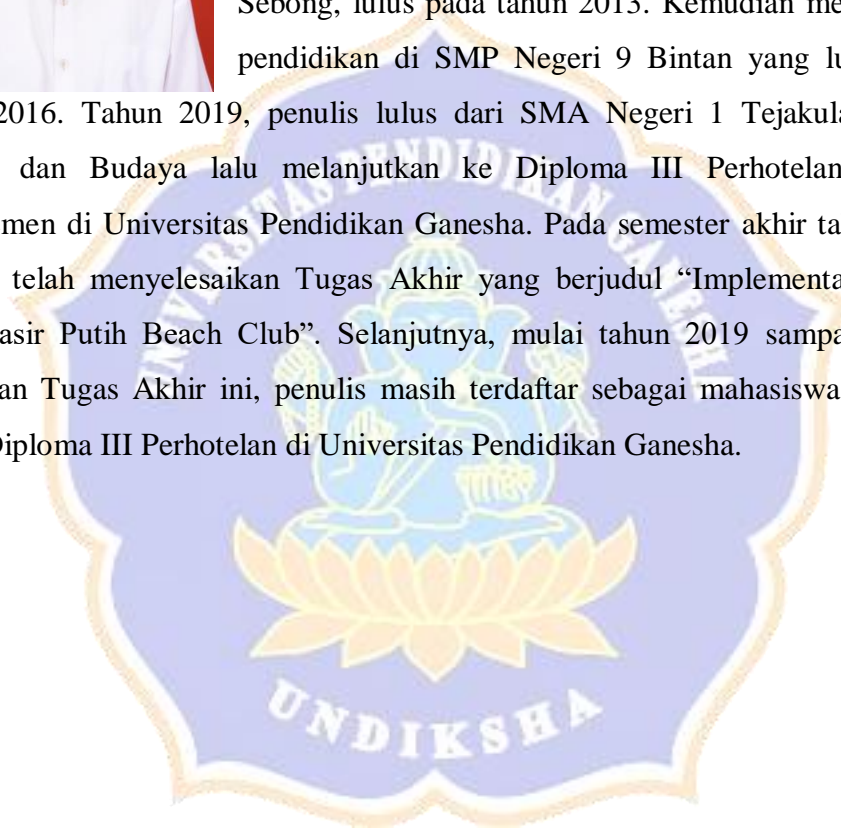 Sebong, lulus pada tahun 2013. Kemudian me
pendidikan di SMP Negeri 9 Bintan yang lu
2016. Tahun 2019, penulis lulus dari SMA Negeri 1 Tejakula
dan Budaya lalu melanjutkan ke Diploma III Perhotelan
men di Universitas Pendidikan Ganesha. Pada semester akhir ta
telah menyelesaikan Tugas Akhir yang berjudul “Implementa
asir Putih Beach Club”. Selanjutnya, mulai tahun 2019 sampa
an Tugas Akhir ini, penulis masih terdaftar sebagai mahasiswa
Diploma III Perhotelan di Universitas Pendidikan Ganesha.
UNIVERSITAS PENDIDIKAN GANESHA
UNDIKSHA